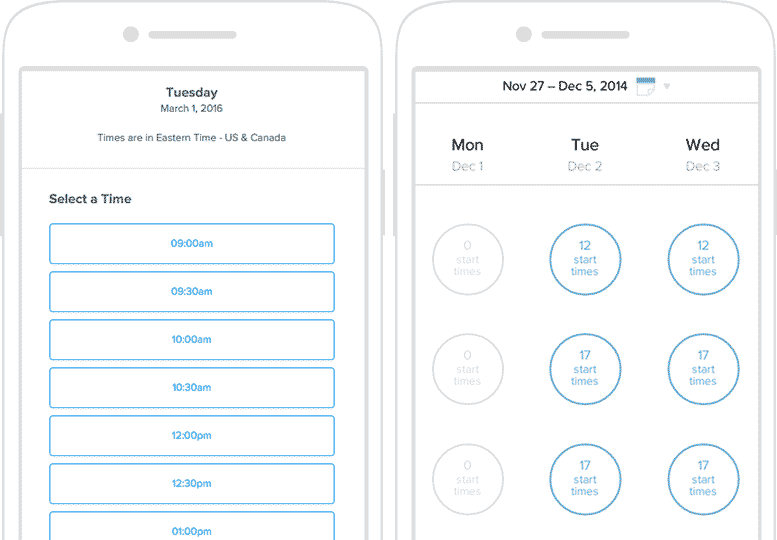 Tuesday
March 1, 2016
Times are in Eastern Time - US & Canada
Select a Time
09:00am
09:30am
10:00am
10:30am
12:00pm
12:30pm
01:00pm
Nov 27 – Dec 5, 2014
Mon Tue Wed
Dec 1 Dec 2 Dec 3
0 12 12
start start start
times times times
0 17 17
start start start
times times times
0 17 17
start start start
times times times